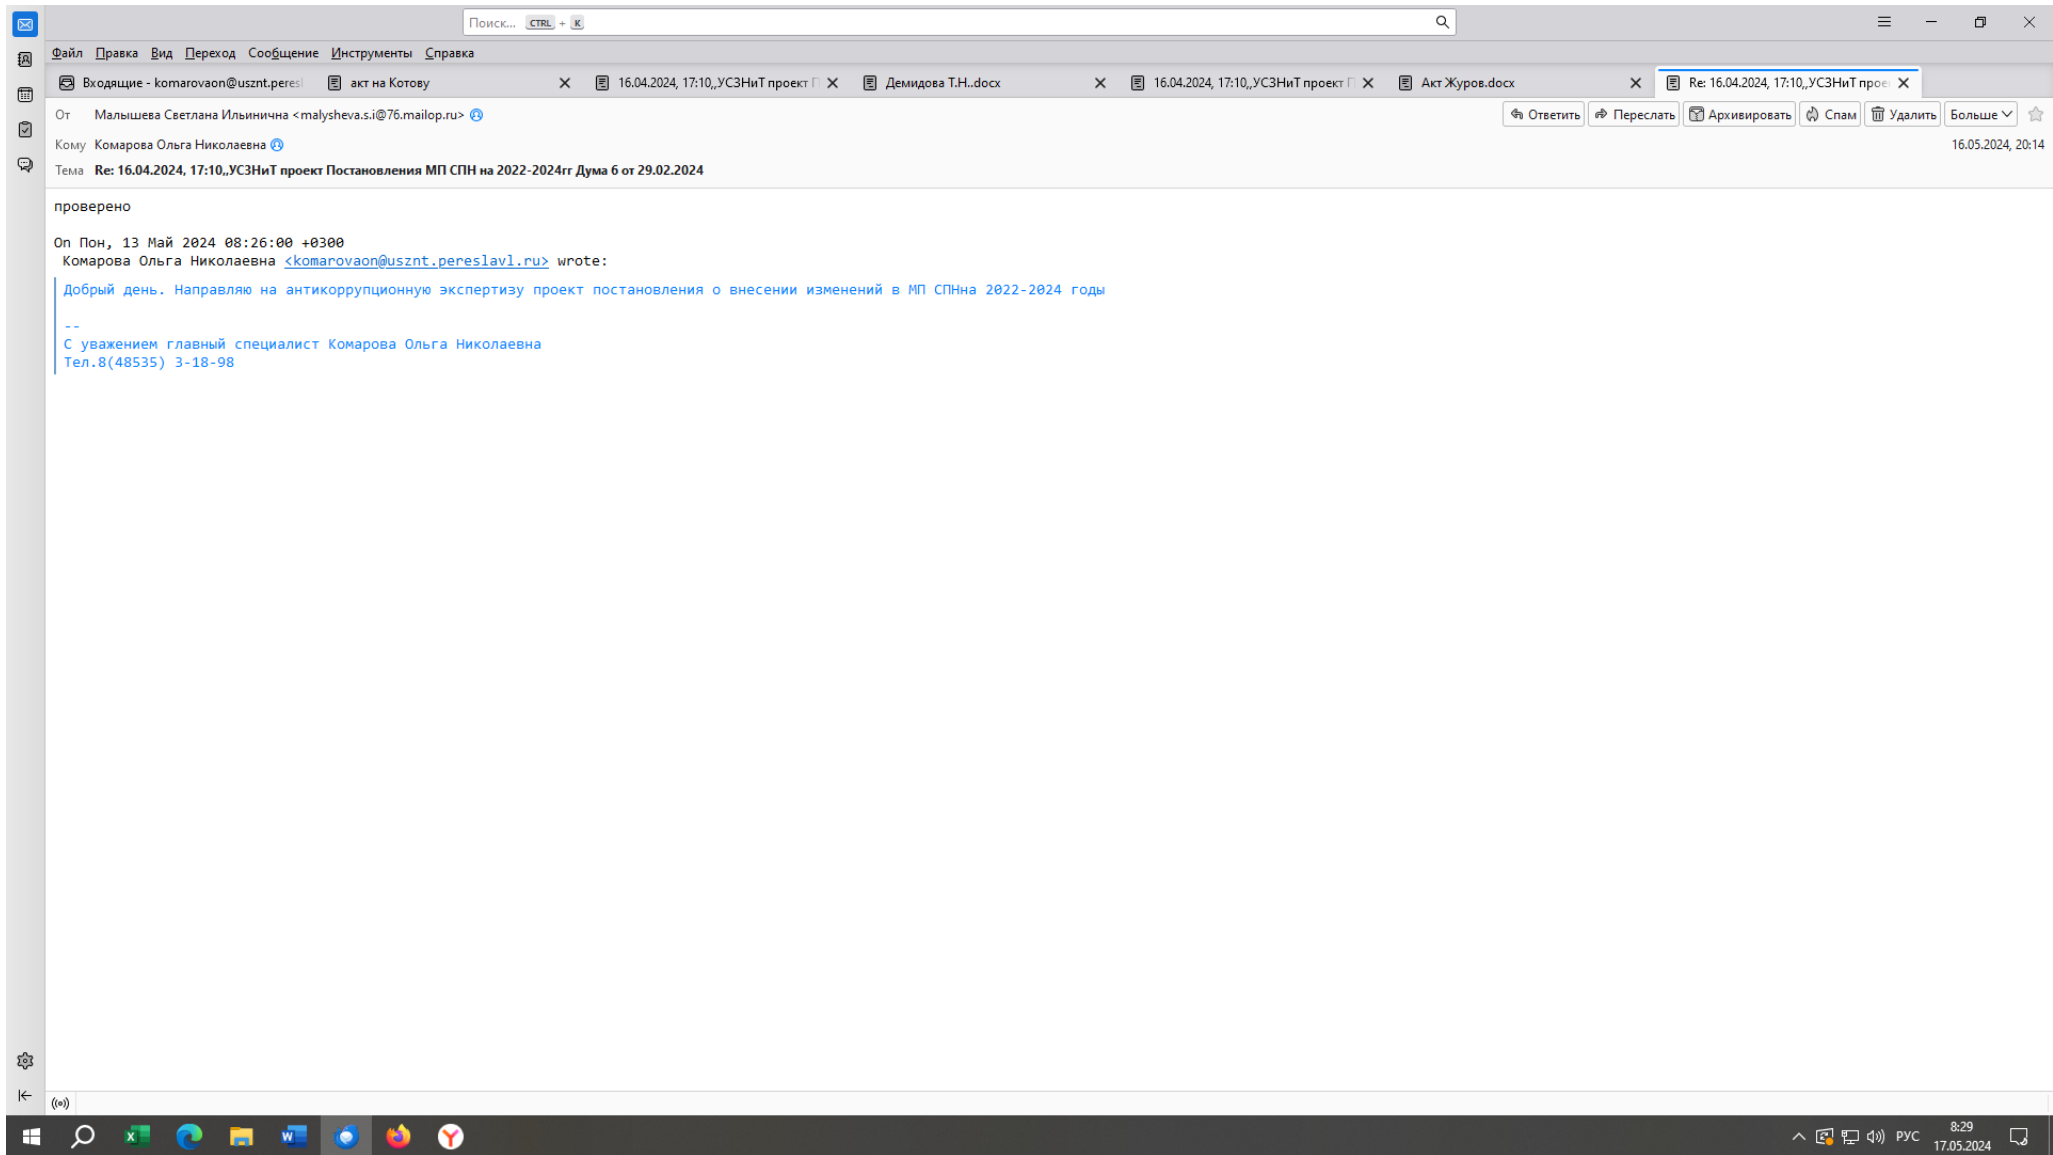 Поиск... CTRL + K
Файл Правка Вид Переход Сообщение Инструменты Справка
Входящие - komarovaon@usznt.peres
акт на Котову
16.04.2024, 17:10,,УСЗНиТ проект П
Демидова Т.Н..docx
16.04.2024, 17:10,,УСЗНиТ проект П
Акт Журов.docx
Re: 16.04.2024, 17:10,,УСЗНиТ прое
От Малышева Светлана Ильинична <malysheva.s.i@76.mailop.ru>
Ответить Переслать Архивировать Спам Удалить Больше
Кому Комарова Ольга Николаевна
16.05.2024, 20:14
Тема Re: 16.04.2024, 17:10,,УСЗНиТ проект Постановления МП СПН на 2022-2024гг Дума 6 от 29.02.2024
проверено
On Пон, 13 Май 2024 08:26:00 +0300
Комарова Ольга Николаевна <komarovaon@usznt.pereslavl.ru> wrote:
Добрый день. Направляю на антикоррупционную экспертизу проект постановления о внесении изменений в МП СПНна 2022-2024 годы
--
С уважением главный специалист Комарова Ольга Николаевна
Тел.8(48535) 3-18-98
РУС
8:29
17.05.2024